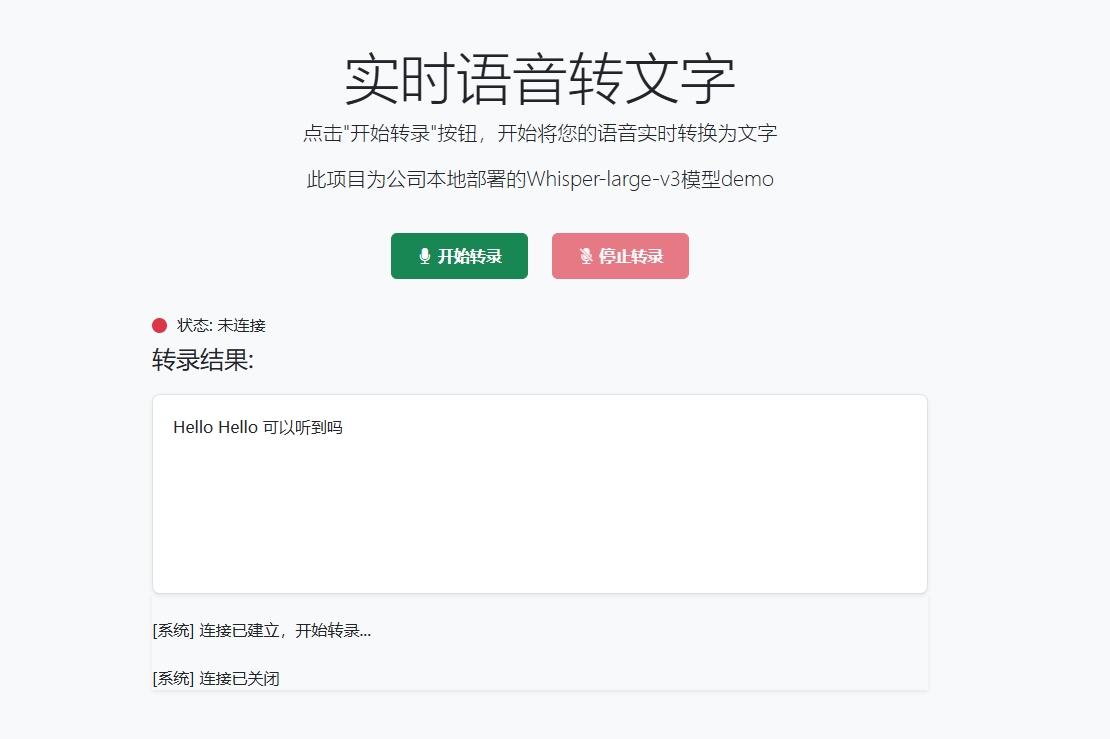 实时语音转文字
点击"开始转录"按钮，开始将您的语音实时转换为文字
此项目为公司本地部署的Whisper-large-v3模型demo
开始转录
停止转录
状态: 未连接
转录结果:
Hello Hello 可以听到吗
[系统] 连接已建立，开始转录...
[系统] 连接已关闭